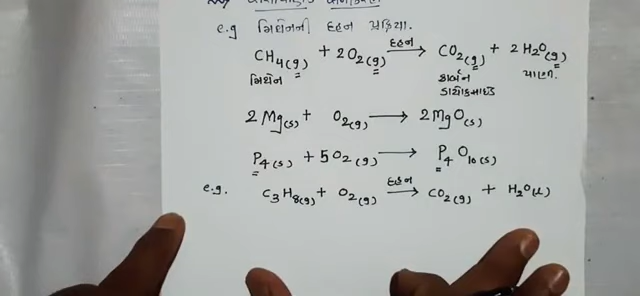 e.g મિથેનની દહન પ્રક્રિયા.
CH₄(g) + 2O₂(g) —દહન→ CO₂(g) + 2H₂O(g)
મિથેન કાર્બન ડાયોક્સાઈડ પાણી.
2Mg(s) + O₂(g) ⟶ 2MgO(s)
P₄(s) + 5O₂(g) ⟶ P₄O₁₀(s)
e.g. C₃H₈(g) + O₂(g) —દહન→ CO₂(g) + H₂O(l)